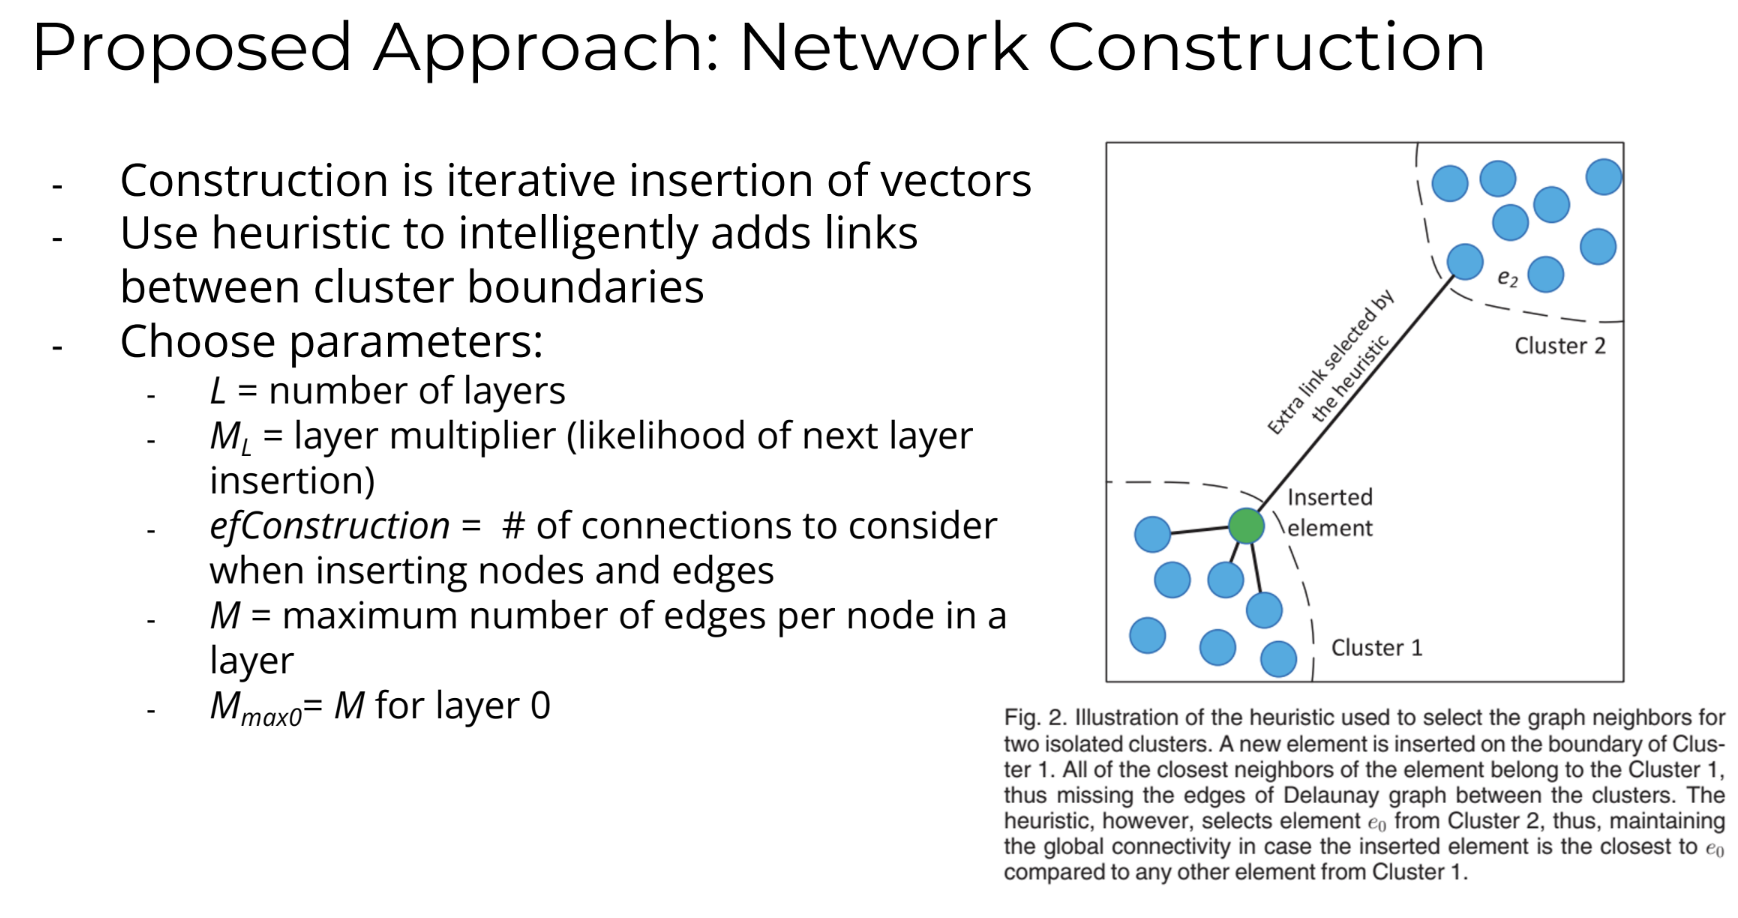 Proposed Approach: Network Construction
- Construction is iterative insertion of vectors
- Use heuristic to intelligently adds links
between cluster boundaries
- Choose parameters:
- L = number of layers
- M_L = layer multiplier (likelihood of next layer
insertion)
- efConstruction = # of connections to consider
when inserting nodes and edges
- M = maximum number of edges per node in a
layer
- M_max0= M for layer 0
e₂
Cluster 2
Extra link selected by
the heuristic
Inserted
element
Cluster 1
Fig. 2. Illustration of the heuristic used to select the graph neighbors for
two isolated clusters. A new element is inserted on the boundary of Clus-
ter 1. All of the closest neighbors of the element belong to the Cluster 1,
thus missing the edges of Delaunay graph between the clusters. The
heuristic, however, selects element e₀ from Cluster 2, thus, maintaining
the global connectivity in case the inserted element is the closest to e₀
compared to any other element from Cluster 1.